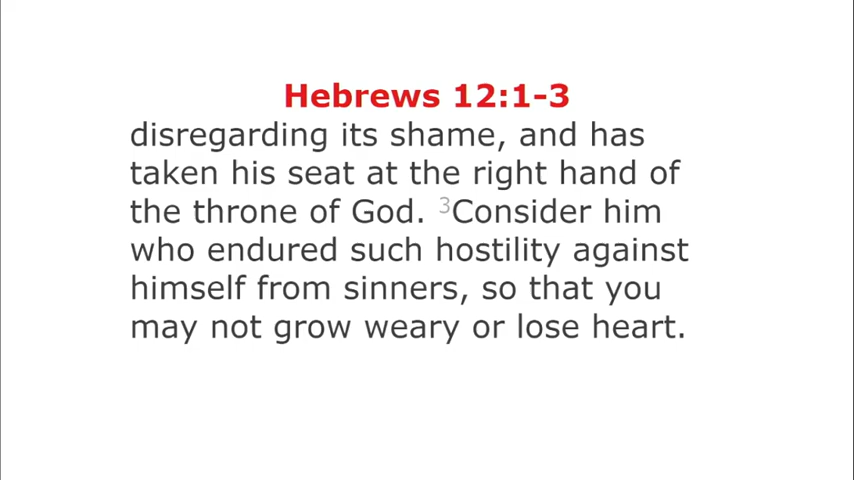 Hebrews 12:1-3
disregarding its shame, and has
taken his seat at the right hand of
the throne of God. ³Consider him
who endured such hostility against
himself from sinners, so that you
may not grow weary or lose heart.